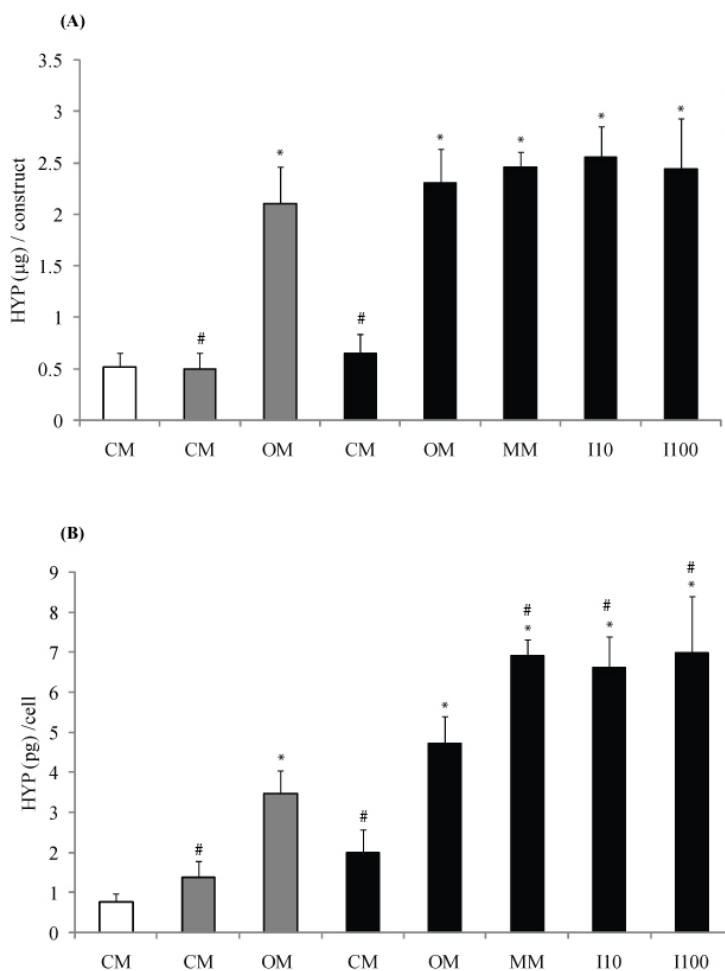 (A)
HYP (µg) / construct
3.5
3
2.5
2
1.5
1
0.5
0
# * # * * * *
CM CM OM CM OM MM I10 I100
(B)
HYP (pg) /cell
9
8
7
6
5
4
3
2
1
0
# # #
# * # * * * *
CM CM OM CM OM MM I10 I100